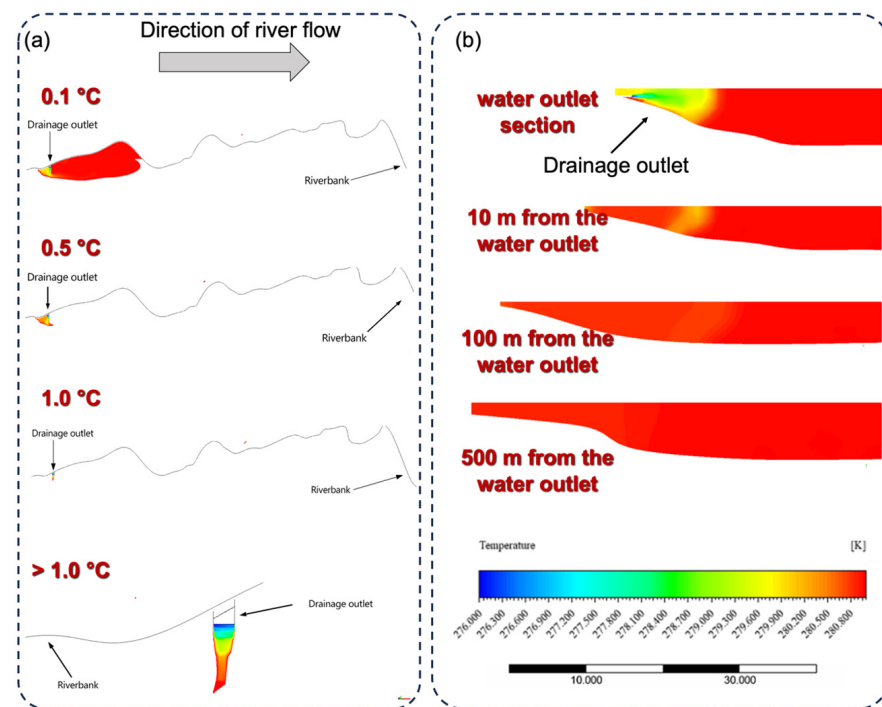 (a)
Direction of river flow
0.1 °C
Drainage outlet
Riverbank
0.5 °C
Drainage outlet
Riverbank
1.0 °C
Drainage outlet
Riverbank
> 1.0 °C
Drainage outlet
Riverbank
(b)
water outlet
section
Drainage outlet
10 m from the
water outlet
100 m from the
water outlet
500 m from the
water outlet
Temperature
[K]
276.000
276.300
276.600
276.900
277.200
277.500
277.800
278.100
278.400
278.700
279.000
279.300
279.600
279.900
280.200
280.500
280.800
10.000
30.000